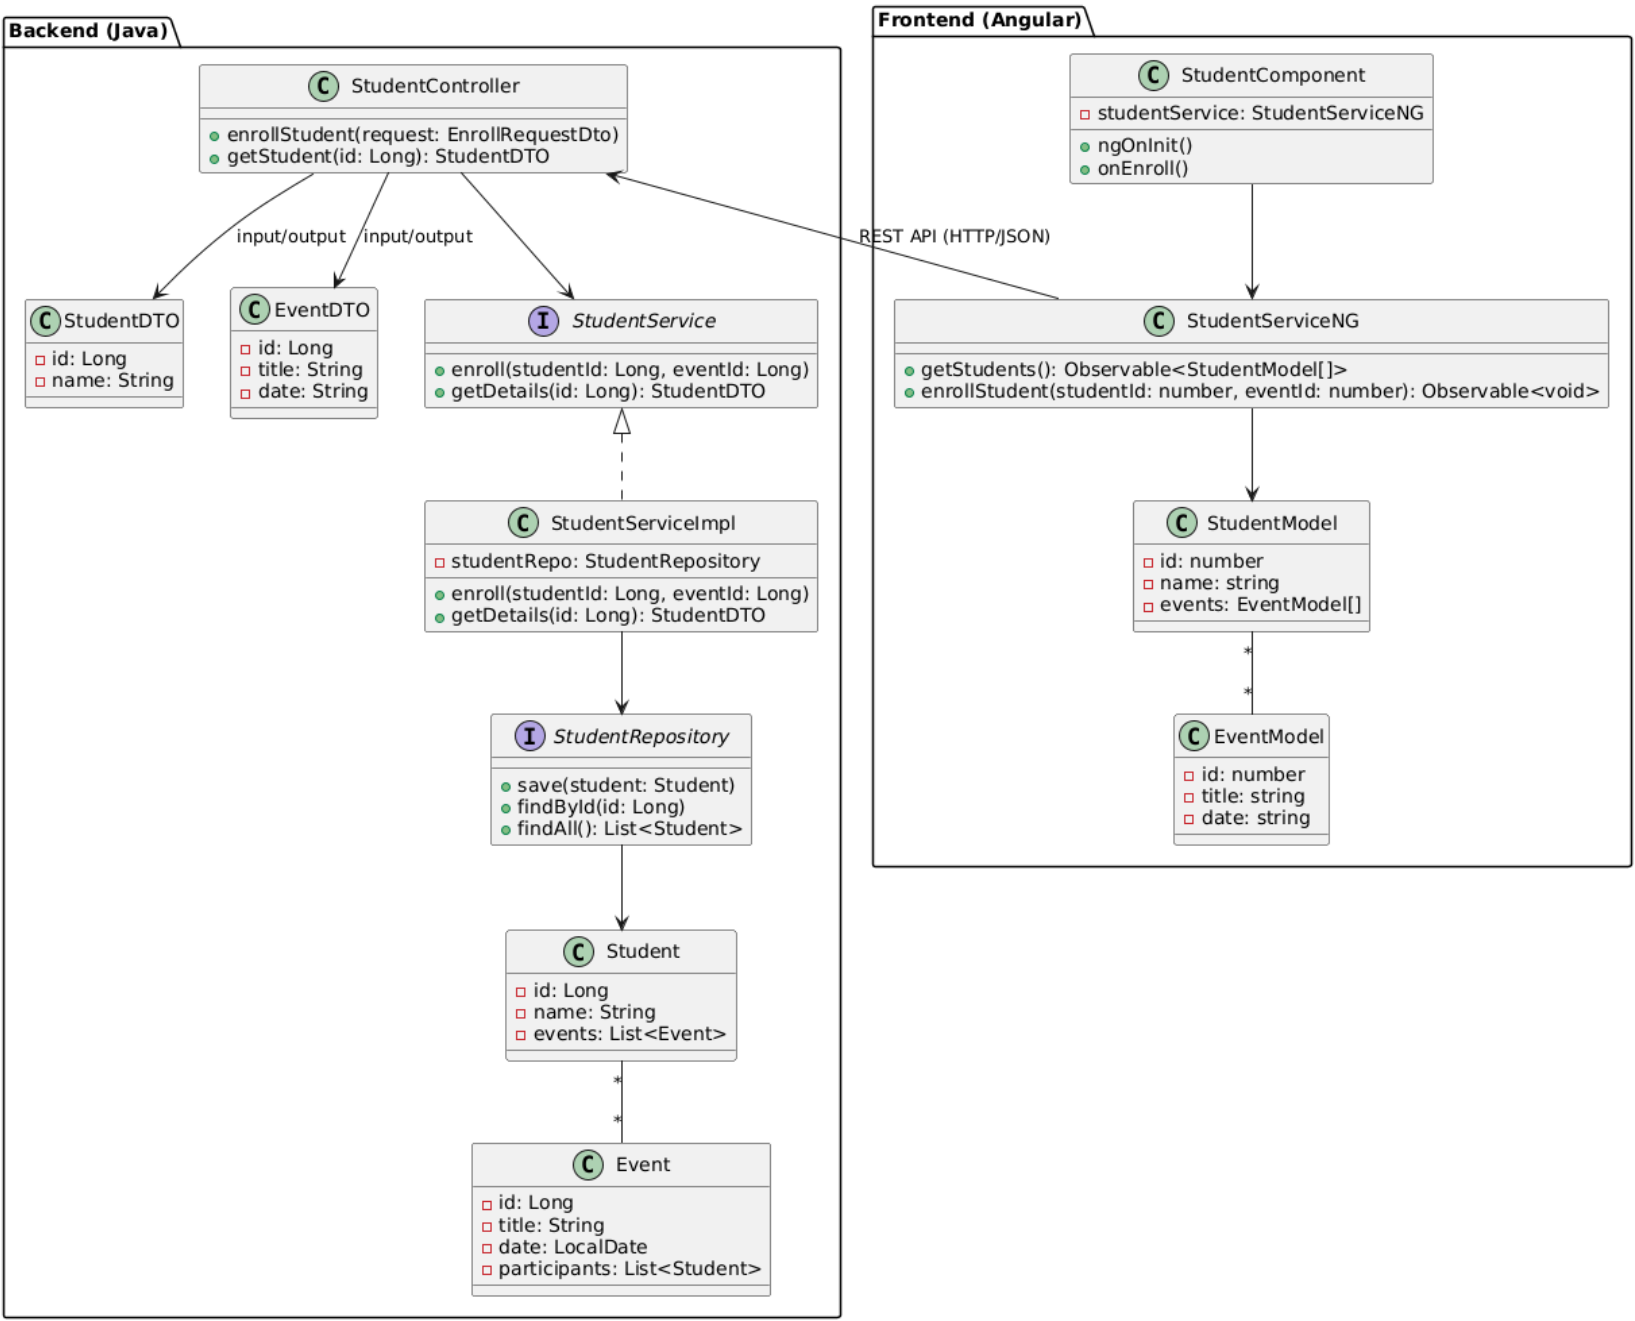 Backend (Java)
C StudentController
enrollStudent(request: EnrollRequestDto)
getStudent(id: Long): StudentDTO
input/output
input/output
C StudentDTO
id: Long
name: String
C EventDTO
id: Long
title: String
date: String
I StudentService
enroll(studentId: Long, eventId: Long)
getDetails(id: Long): StudentDTO
C StudentServiceImpl
studentRepo: StudentRepository
enroll(studentId: Long, eventId: Long)
getDetails(id: Long): StudentDTO
I StudentRepository
save(student: Student)
findById(id: Long)
findAll(): List<Student>
C Student
id: Long
name: String
events: List<Event>
*
*
C Event
id: Long
title: String
date: LocalDate
participants: List<Student>
Frontend (Angular)
C StudentComponent
studentService: StudentServiceNG
ngOnInit()
onEnroll()
REST API (HTTP/JSON)
C StudentServiceNG
getStudents(): Observable<StudentModel[]>
enrollStudent(studentId: number, eventId: number): Observable<void>
C StudentModel
id: number
name: string
events: EventModel[]
*
*
C EventModel
id: number
title: string
date: string